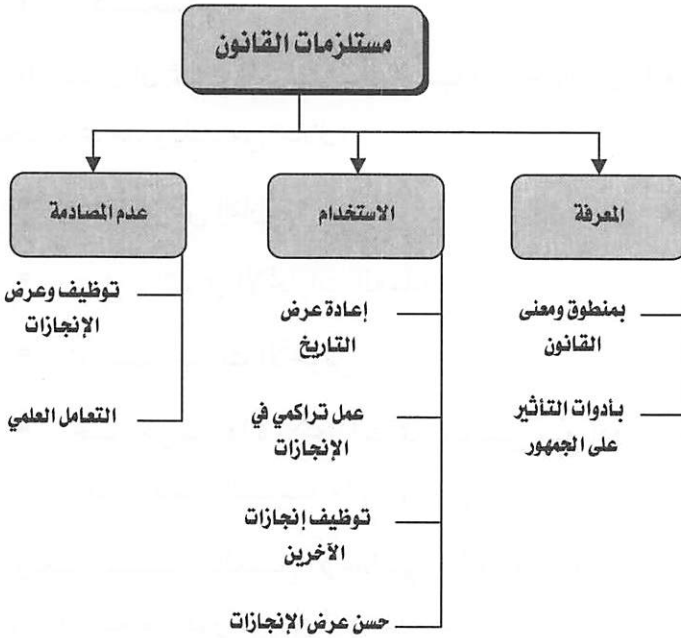 مستلزمات القانون
المعرفة
بمنطوق ومعنى
القانون
بأدوات التأثير
على الجمهور
الاستخدام
إعادة عرض
التاريخ
عمل تراكمي في
الإنجازات
توظيف إنجازات
الآخرين
حسن عرض الإنجازات
عدم المصادمة
توظيف وعرض
الإنجازات
التعامل العلمي